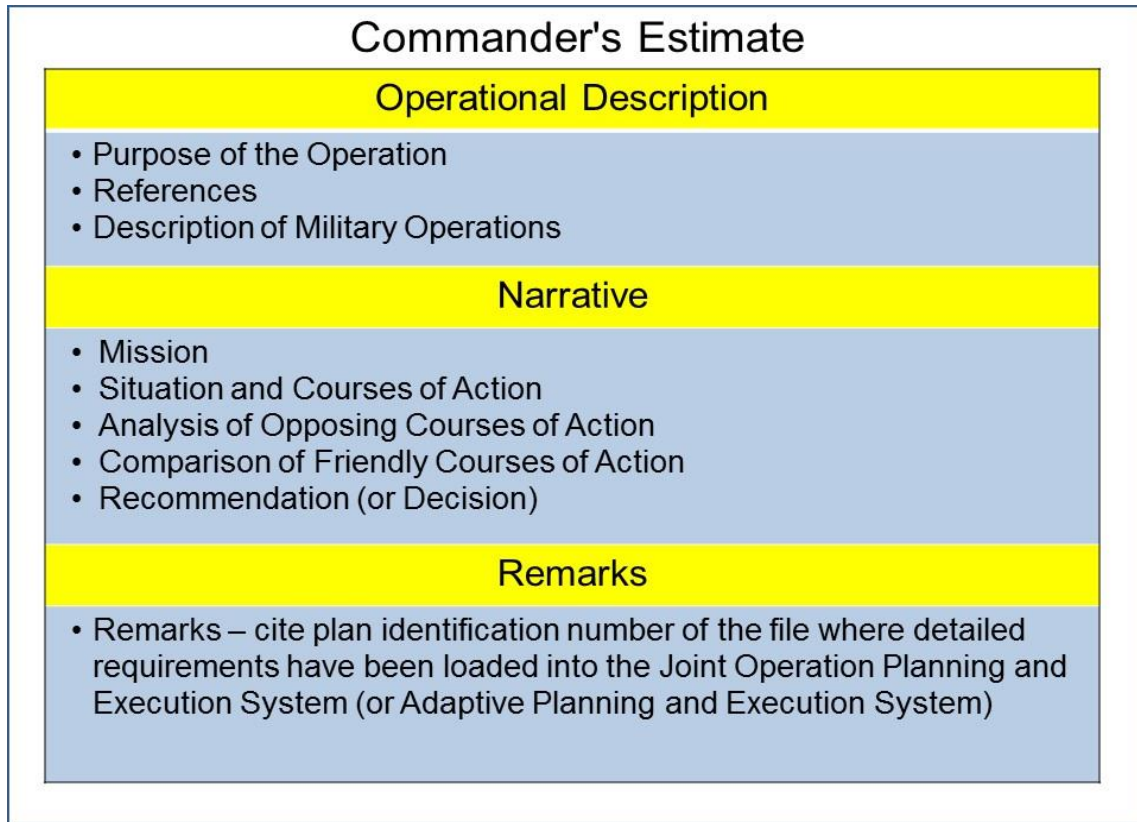 Commander's Estimate
Operational Description
• Purpose of the Operation
• References
• Description of Military Operations
Narrative
• Mission
• Situation and Courses of Action
• Analysis of Opposing Courses of Action
• Comparison of Friendly Courses of Action
• Recommendation (or Decision)
Remarks
• Remarks – cite plan identification number of the file where detailed
requirements have been loaded into the Joint Operation Planning and
Execution System (or Adaptive Planning and Execution System)